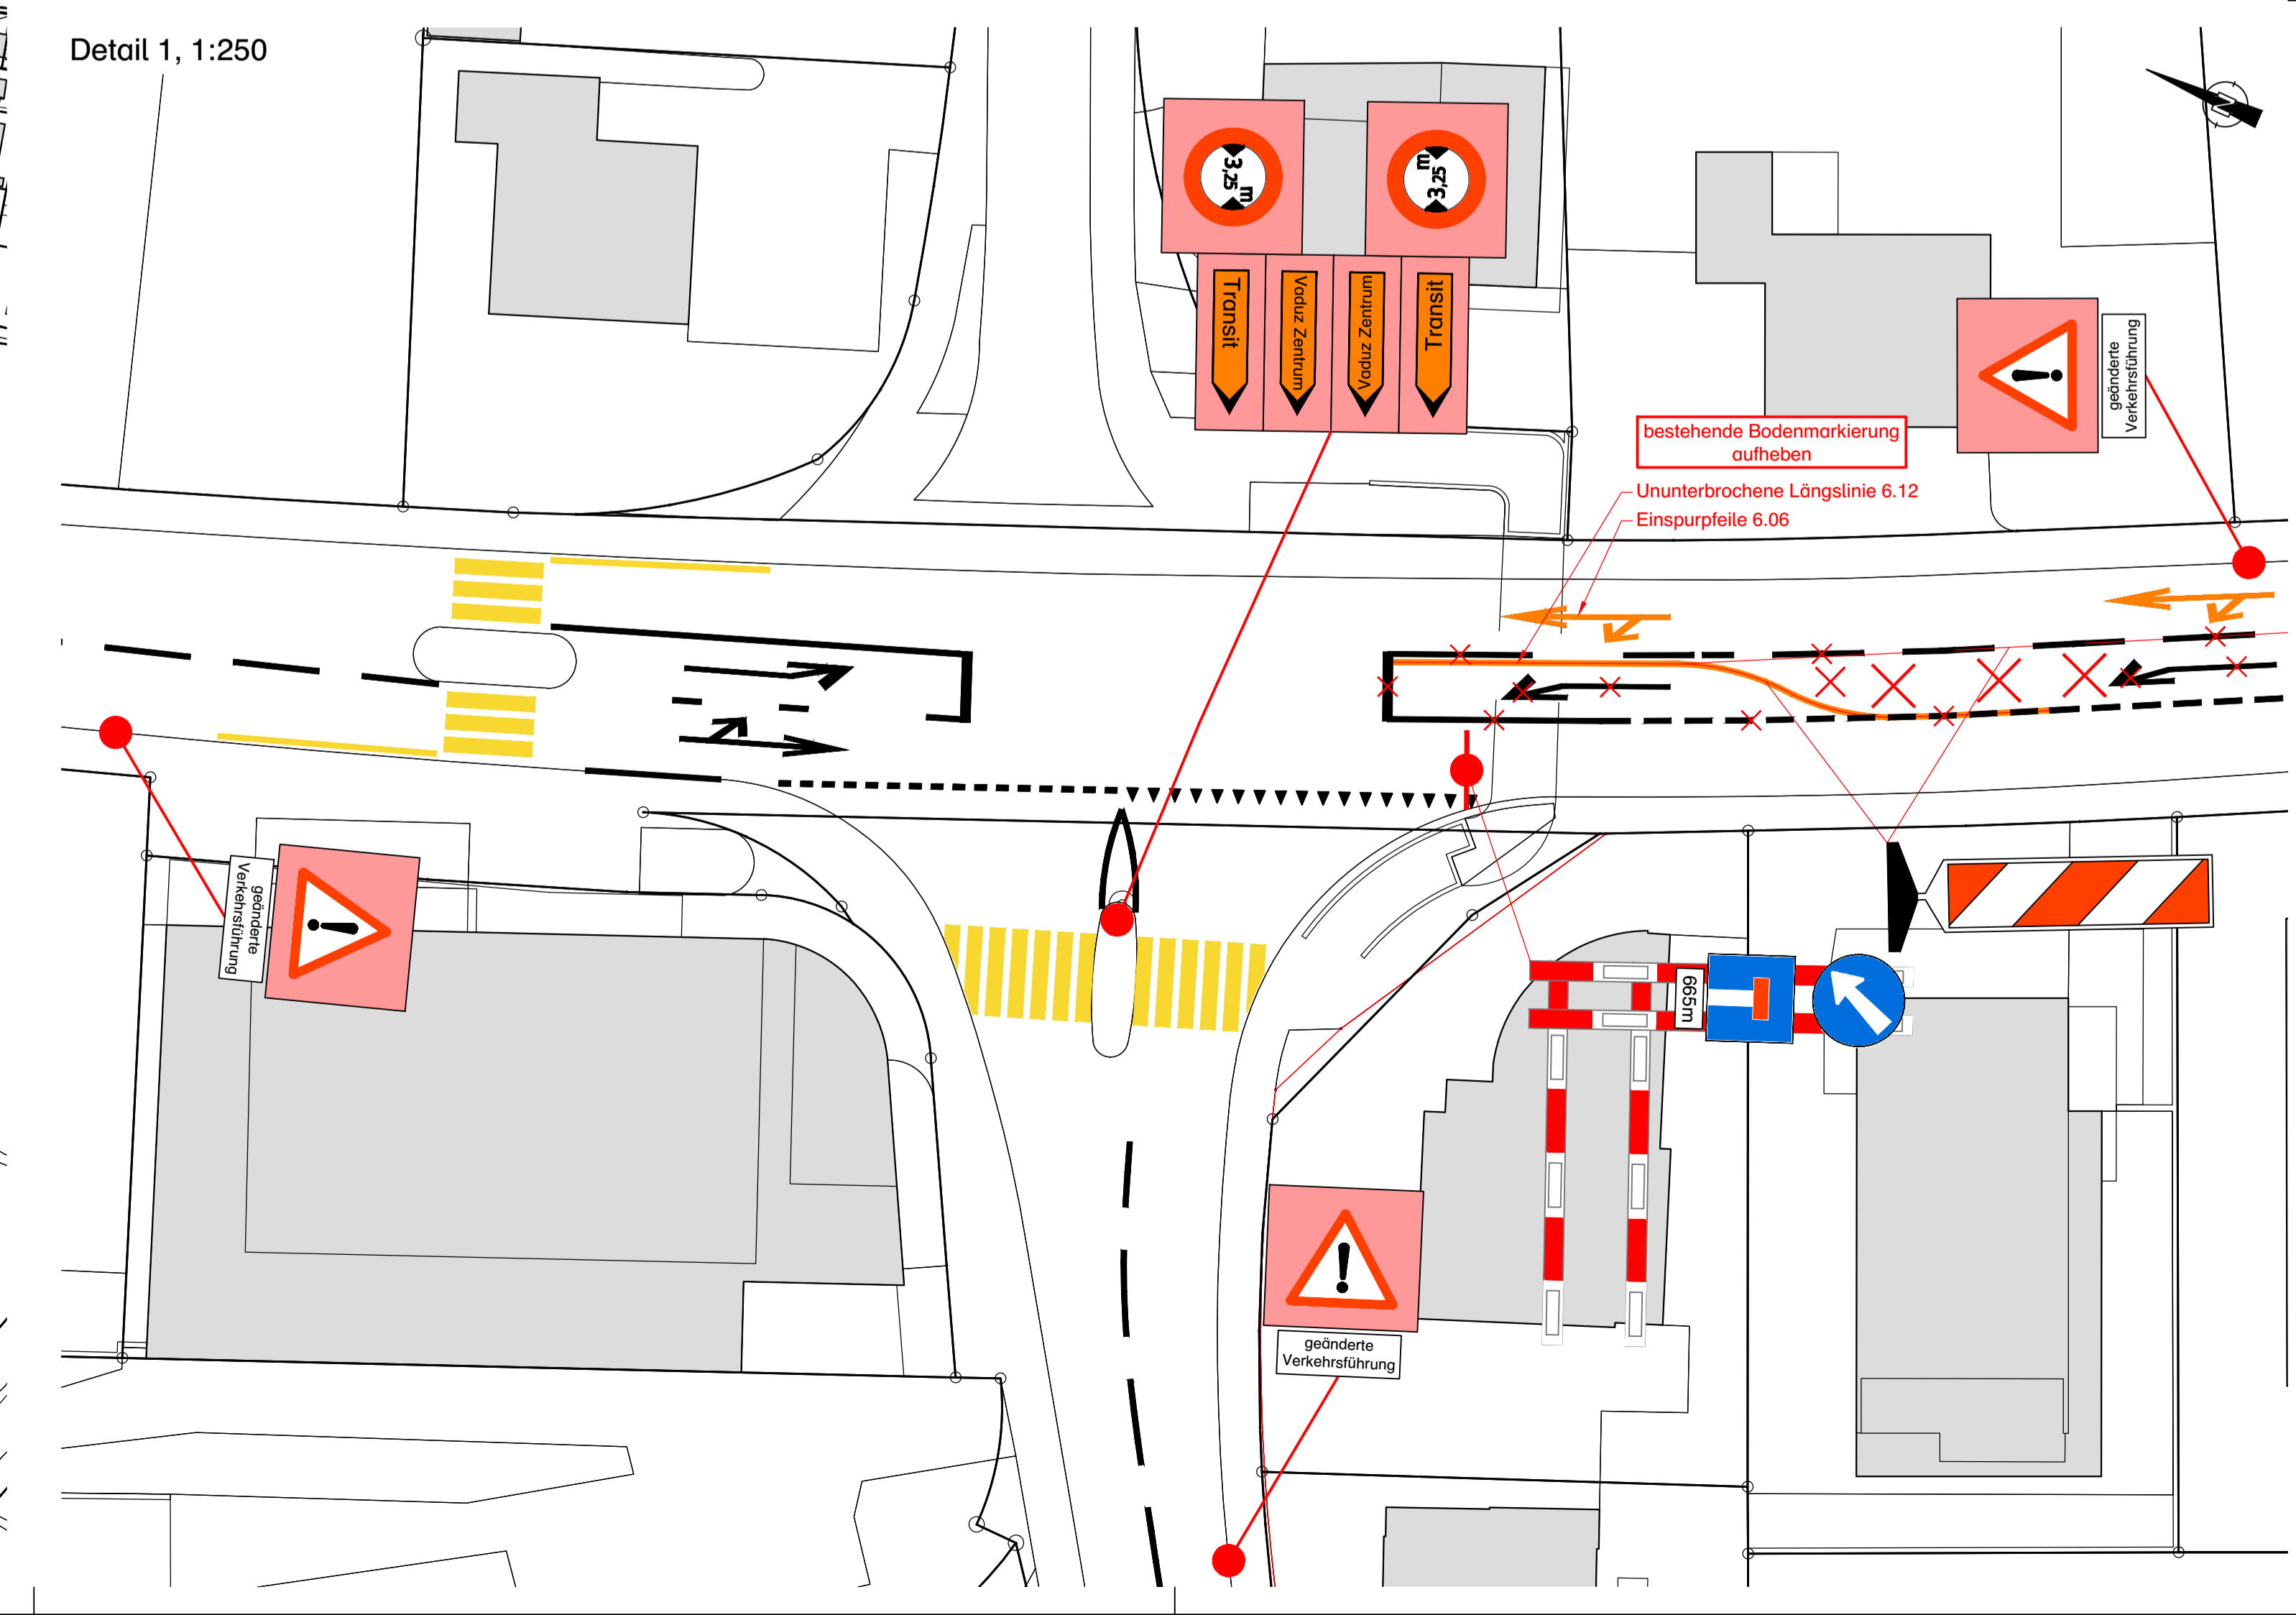 Detail 1, 1:250
N
3,25
m
3,25
m
Transit
Vaduz Zentrum
Vaduz Zentrum
Transit
geänderte
Verkehrsführung
bestehende Bodenmarkierung
aufheben
Ununterbrochene Längslinie 6.12
Einspurpfeile 6.06
geänderte
Verkehrsführung
665m
geänderte
Verkehrsführung